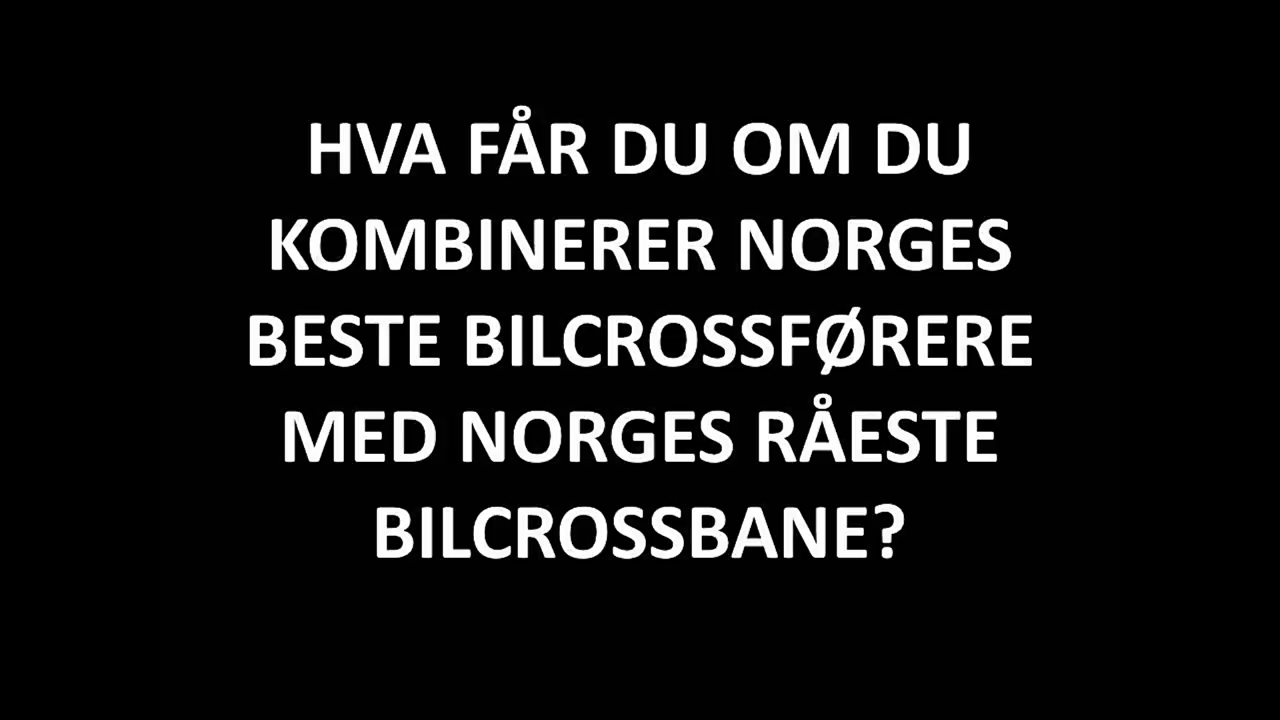 HVA FÅR DU OM DU
KOMBINERER NORGES
BESTE BILCROSSFØRERE
MED NORGES RÅESTE
BILCROSSBANE?